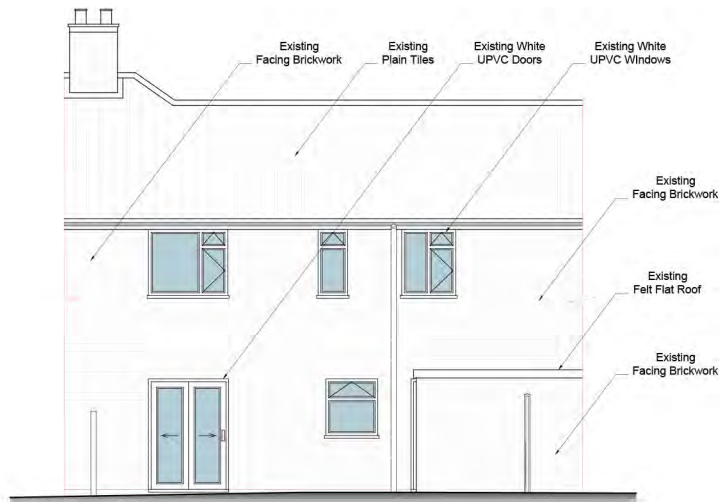 Existing
Facing Brickwork
Existing
Plain Tiles
Existing White
UPVC Doors
Existing White
UPVC WIndows
Existing
Facing Brickwork
Existing
Felt Flat Roof
Existing
Facing Brickwork